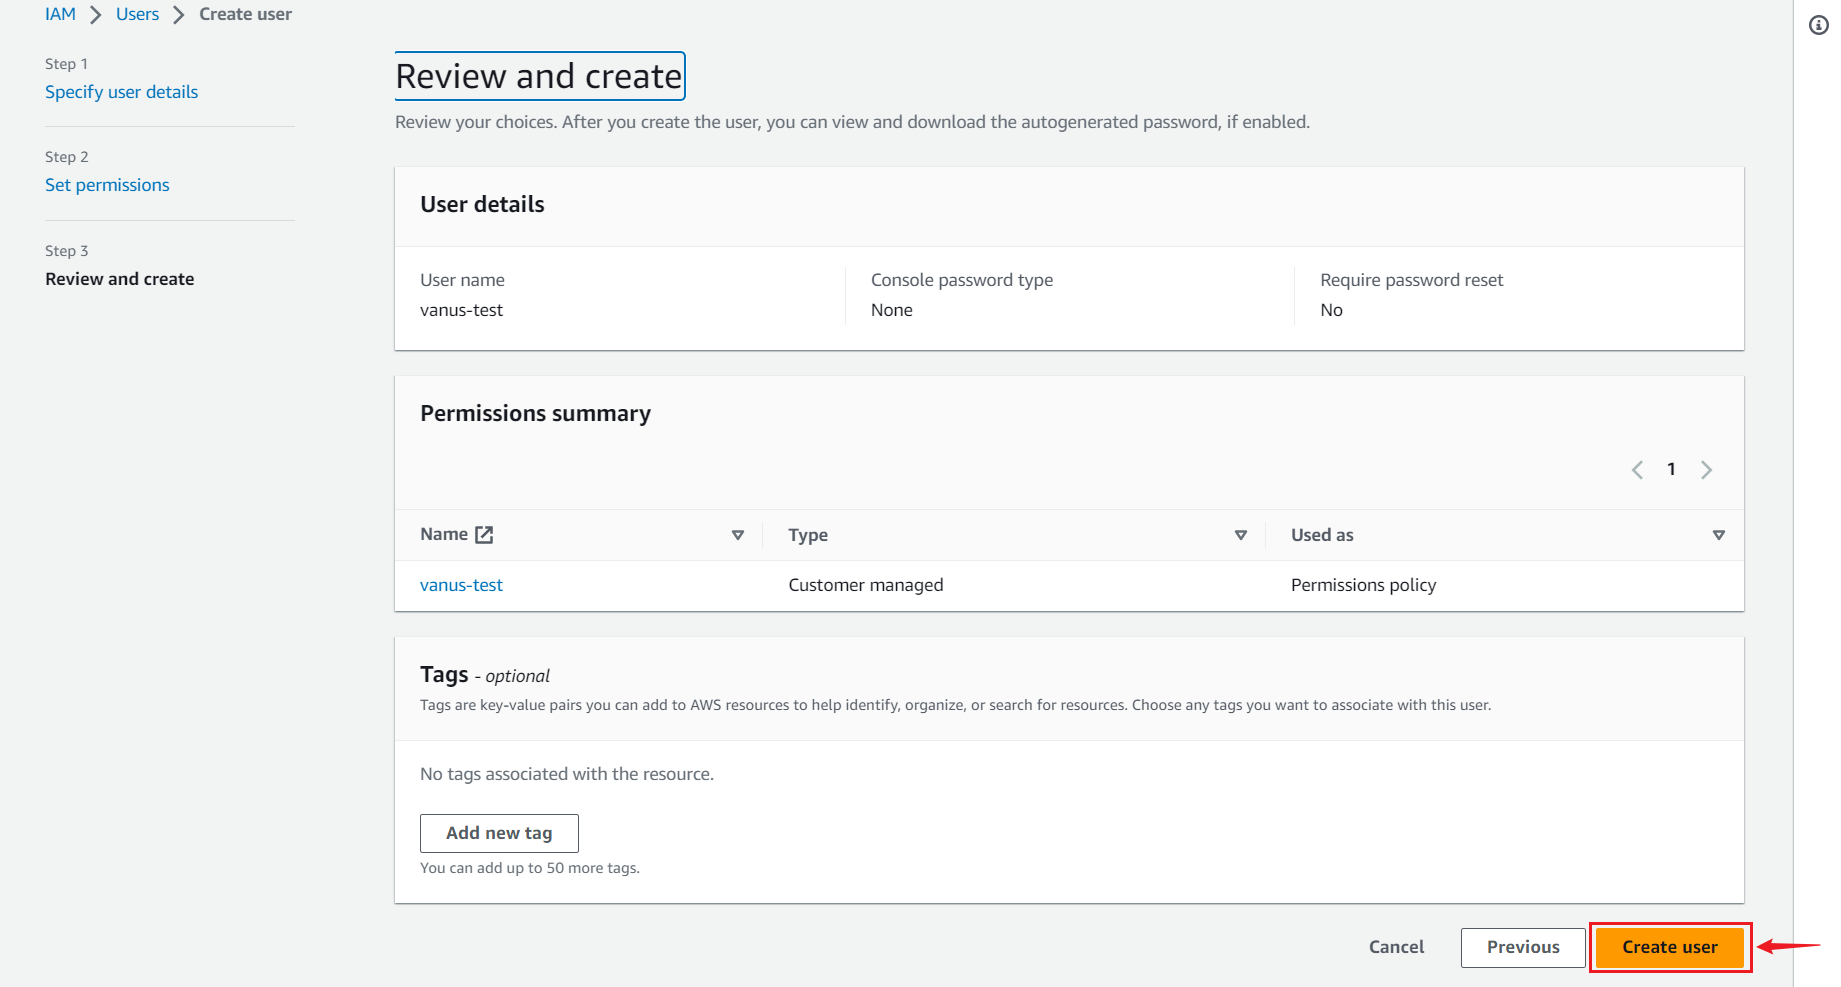 IAM > Users > Create user
Step 1
Specify user details
Step 2
Set permissions
Step 3
Review and create
Review and create
Review your choices. After you create the user, you can view and download the autogenerated password, if enabled.
User details
User name
vanus-test
Console password type
None
Require password reset
No
Permissions summary
1
Name Type Used as
vanus-test Customer managed Permissions policy
Tags - optional
Tags are key-value pairs you can add to AWS resources to help identify, organize, or search for resources. Choose any tags you want to associate with this user.
No tags associated with the resource.
Add new tag
You can add up to 50 more tags.
Cancel Previous Create user